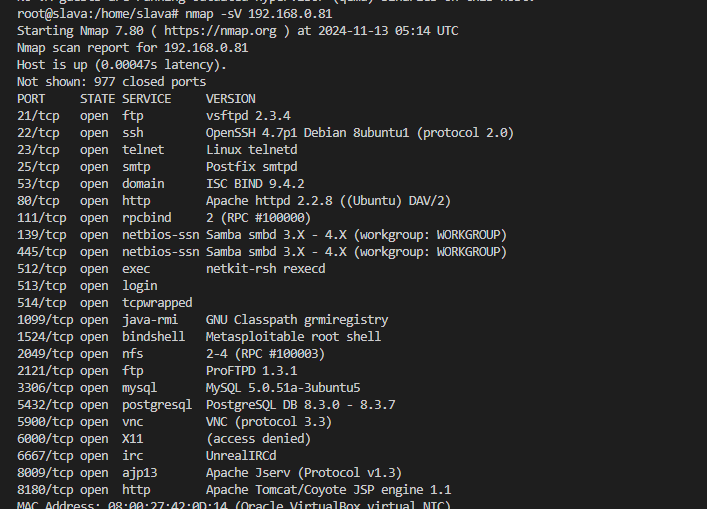 root@slava:/home/slava# nmap -sV 192.168.0.81
Starting Nmap 7.80 ( https://nmap.org ) at 2024-11-13 05:14 UTC
Nmap scan report for 192.168.0.81
Host is up (0.00047s latency).
Not shown: 977 closed ports
PORT     STATE SERVICE     VERSION
21/tcp   open  ftp         vsftpd 2.3.4
22/tcp   open  ssh         OpenSSH 4.7p1 Debian 8ubuntu1 (protocol 2.0)
23/tcp   open  telnet      Linux telnetd
25/tcp   open  smtp        Postfix smtpd
53/tcp   open  domain      ISC BIND 9.4.2
80/tcp   open  http        Apache httpd 2.2.8 ((Ubuntu) DAV/2)
111/tcp  open  rpcbind     2 (RPC #100000)
139/tcp  open  netbios-ssn Samba smbd 3.X - 4.X (workgroup: WORKGROUP)
445/tcp  open  netbios-ssn Samba smbd 3.X - 4.X (workgroup: WORKGROUP)
512/tcp  open  exec        netkit-rsh rexecd
513/tcp  open  login
514/tcp  open  tcpwrapped
1099/tcp open  java-rmi    GNU Classpath grmiregistry
1524/tcp open  bindshell   Metasploitable root shell
2049/tcp open  nfs         2-4 (RPC #100003)
2121/tcp open  ftp         ProFTPD 1.3.1
3306/tcp open  mysql       MySQL 5.0.51a-3ubuntu5
5432/tcp open  postgresql  PostgreSQL DB 8.3.0 - 8.3.7
5900/tcp open  vnc         VNC (protocol 3.3)
6000/tcp open  X11         (access denied)
6667/tcp open  irc         UnrealIRCd
8009/tcp open  ajp13       Apache Jserv (Protocol v1.3)
8180/tcp open  http        Apache Tomcat/Coyote JSP engine 1.1
MAC Address: 08:00:27:42:0D:14 (Oracle VirtualBox virtual NIC)